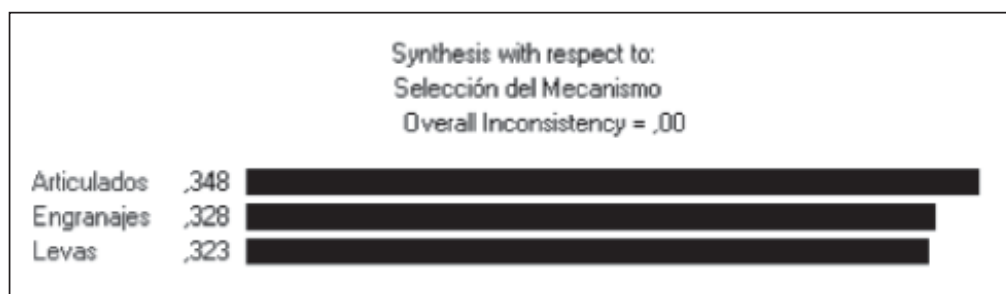 Synthesis with respect to:
Selección del Mecanismo
Overall Inconsistency = ,00
Articulados ,348
Engranajes ,328
Levas ,323